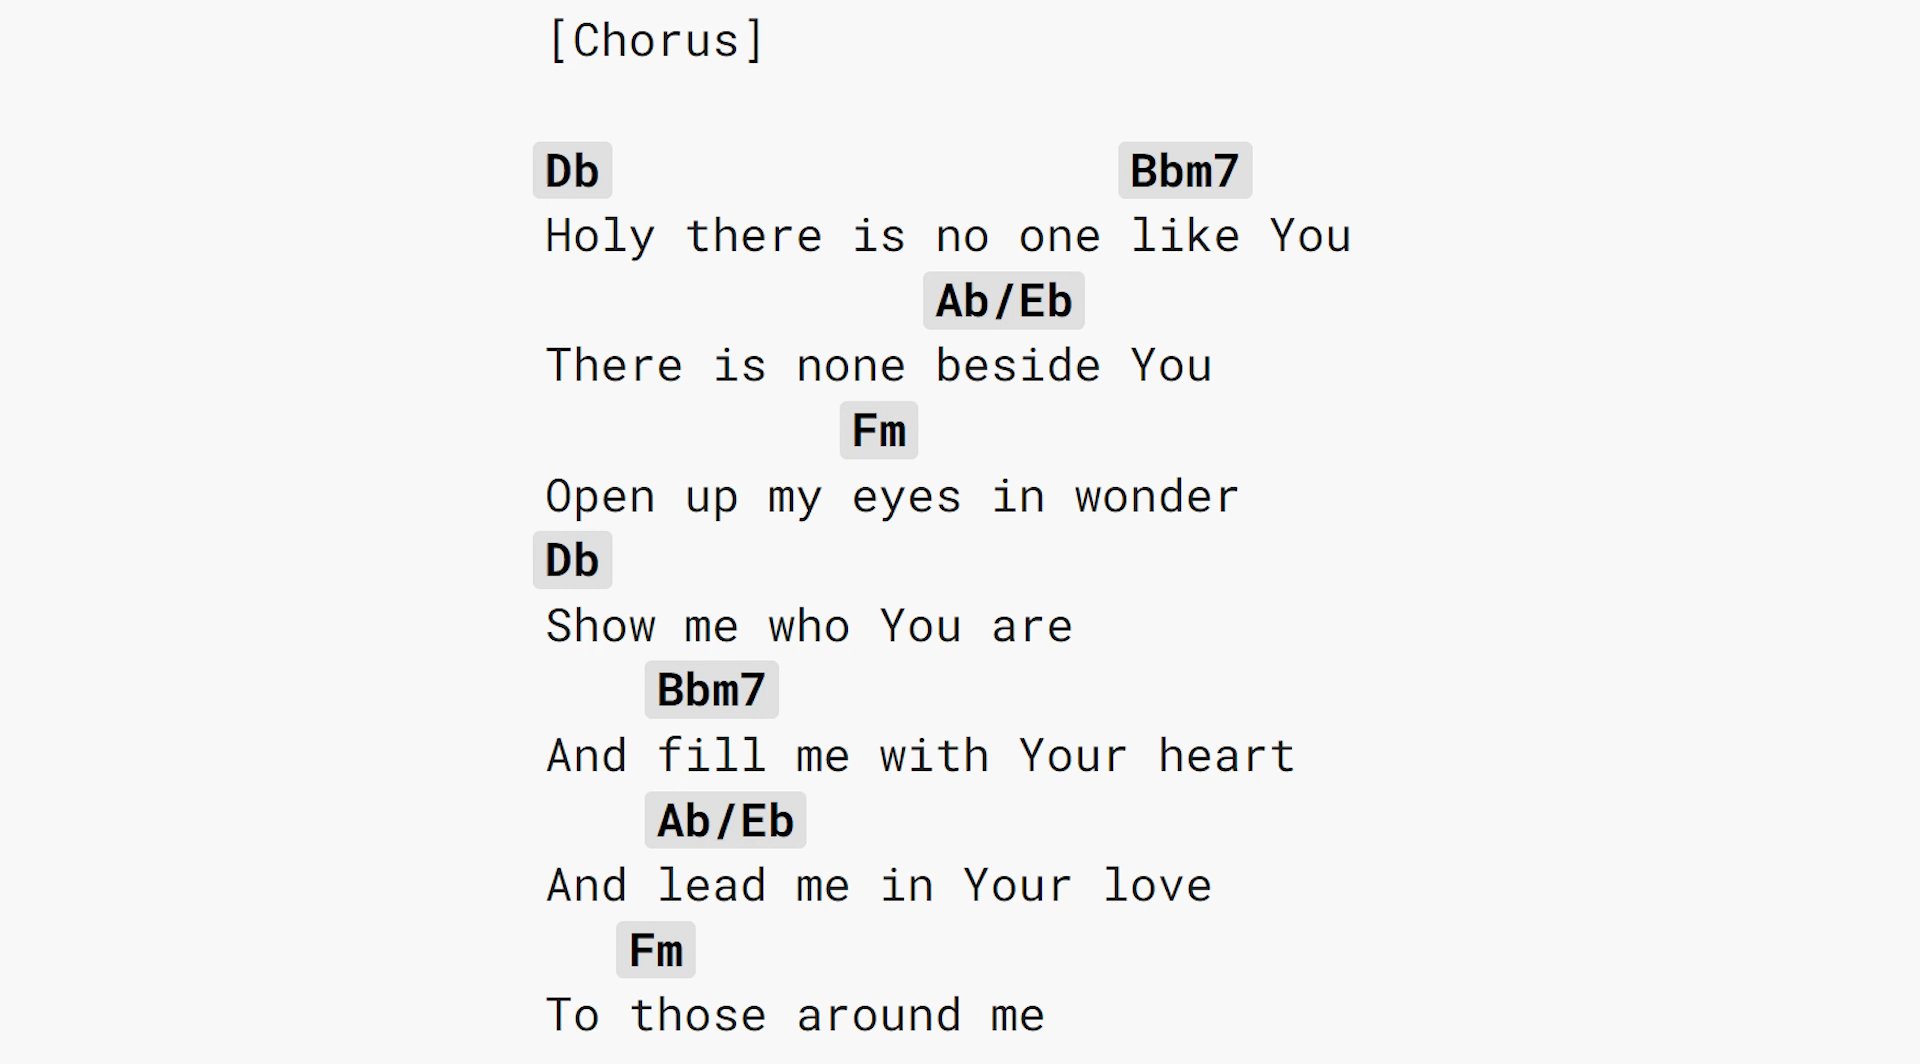 [Chorus]
Db Bbm7
Holy there is no one like You
Ab/Eb
There is none beside You
Fm
Open up my eyes in wonder
Db
Show me who You are
Bbm7
And fill me with Your heart
Ab/Eb
And lead me in Your love
Fm
To those around me